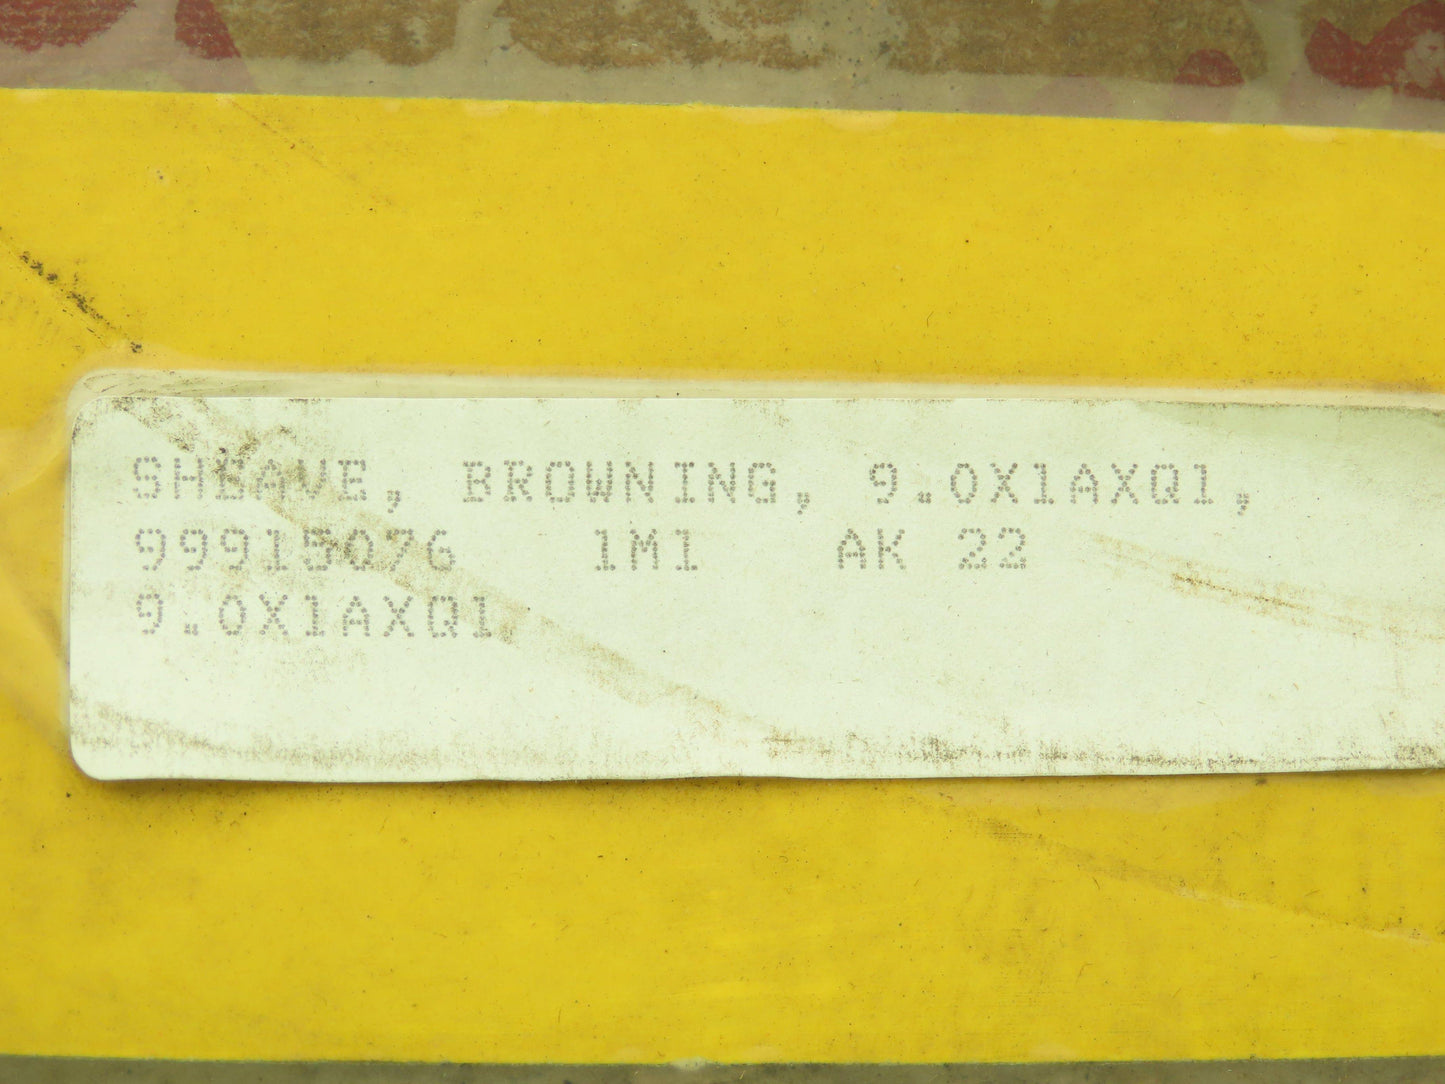 SHEAVE, BROWNING, 9.0X1AXQ1,
99915076 1M1 AK 22
9.0X1AXQ1